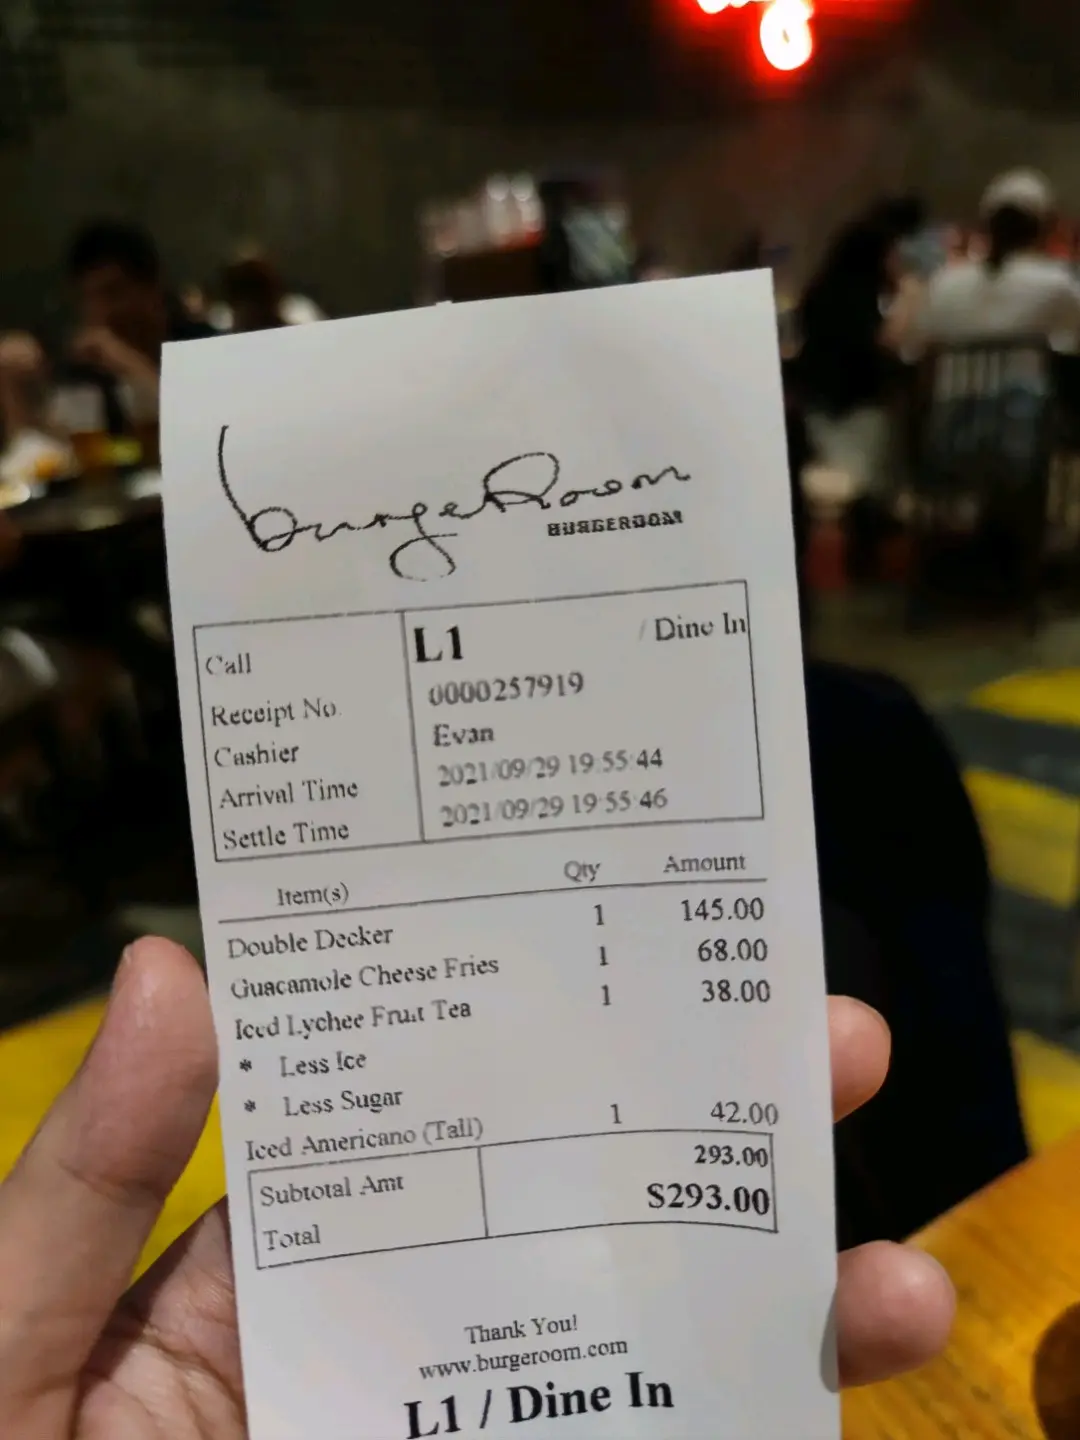 burgeRoom
BURGEROOM
Call L1 / Dine In
Receipt No. 0000257919
Cashier Evan
Arrival Time 2021/09/29 19:55:44
Settle Time 2021/09/29 19:55:46
Item(s) Qty Amount
Double Decker 1 145.00
Guacamole Cheese Fries 1 68.00
Iced Lychee Fruit Tea 1 38.00
* Less Ice
* Less Sugar
Iced Americano (Tall) 1 42.00
Subtotal Amt 293.00
Total $293.00
Thank You!
www.burgeroom.com
L1 / Dine In